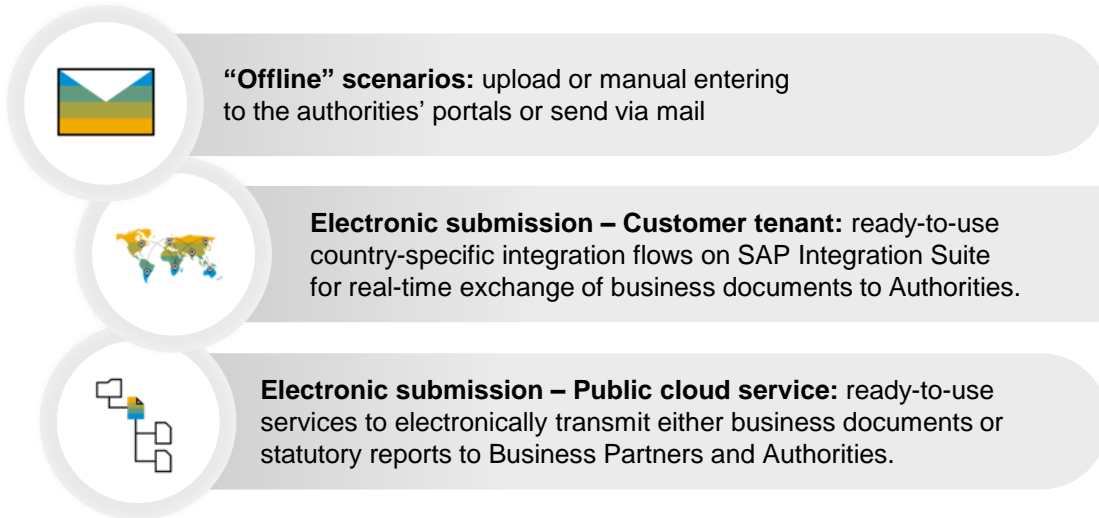 “Offline” scenarios: upload or manual entering
to the authorities’ portals or send via mail
Electronic submission – Customer tenant: ready-to-use
country-specific integration flows on SAP Integration Suite
for real-time exchange of business documents to Authorities.
Electronic submission – Public cloud service: ready-to-use
services to electronically transmit either business documents or
statutory reports to Business Partners and Authorities.